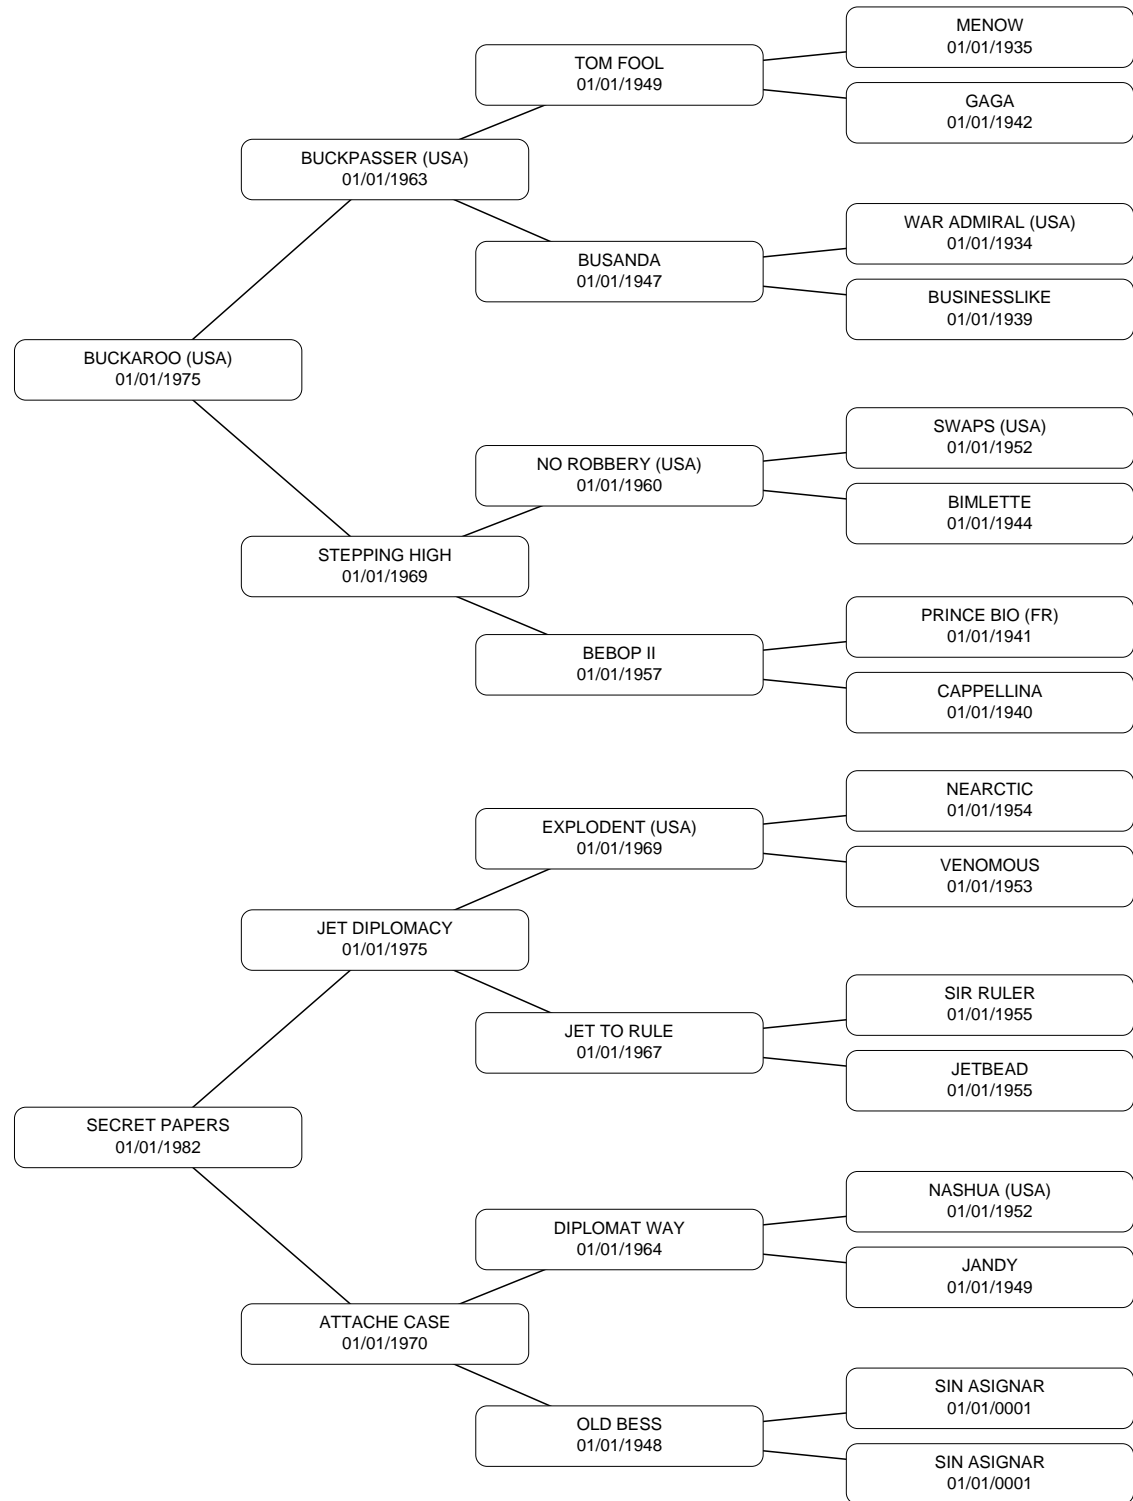 MENOW
01/01/1935
TOM FOOL
01/01/1949
GAGA
01/01/1942
BUCKPASSER (USA)
01/01/1963
WAR ADMIRAL (USA)
01/01/1934
BUSANDA
01/01/1947
BUSINESSLIKE
01/01/1939
BUCKAROO (USA)
01/01/1975
SWAPS (USA)
01/01/1952
NO ROBBERY (USA)
01/01/1960
BIMLETTE
01/01/1944
STEPPING HIGH
01/01/1969
PRINCE BIO (FR)
01/01/1941
BEBOP II
01/01/1957
CAPPELLINA
01/01/1940
NEARCTIC
01/01/1954
EXPLODENT (USA)
01/01/1969
VENOMOUS
01/01/1953
JET DIPLOMACY
01/01/1975
SIR RULER
01/01/1955
JET TO RULE
01/01/1967
JETBEAD
01/01/1955
SECRET PAPERS
01/01/1982
NASHUA (USA)
01/01/1952
DIPLOMAT WAY
01/01/1964
JANDY
01/01/1949
ATTACHE CASE
01/01/1970
SIN ASIGNAR
01/01/0001
OLD BESS
01/01/1948
SIN ASIGNAR
01/01/0001